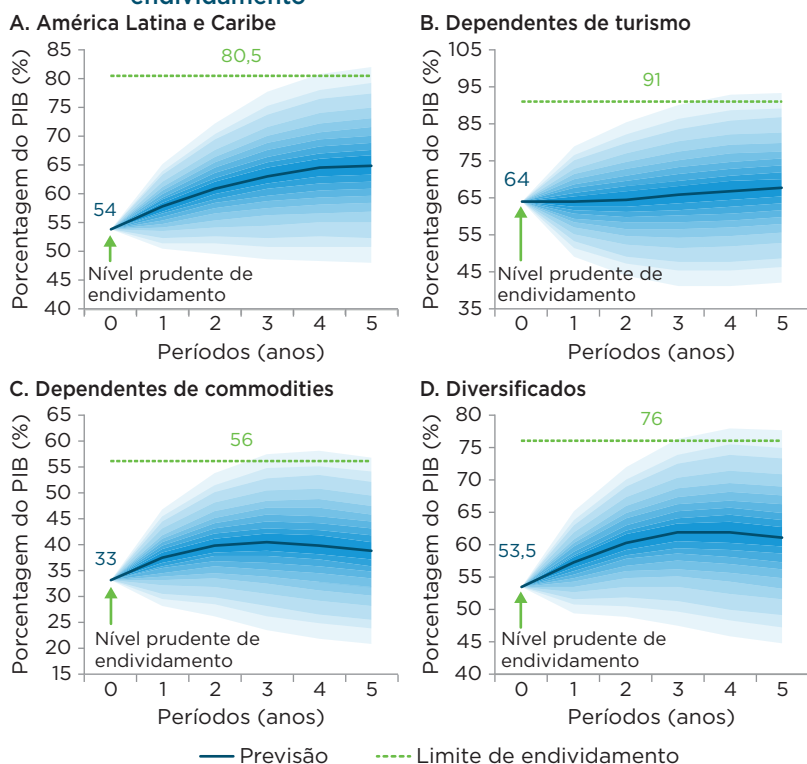 endividamento
A. América Latina e Caribe
Porcentagem do PIB (%)
85
80
75
70
65
60
55
50
45
40
80,5
54
Nível prudente de
endividamento
0 1 2 3 4 5
Períodos (anos)
B. Dependentes de turismo
Porcentagem do PIB (%)
105
95
85
75
65
55
45
35
91
64
Nível prudente de
endividamento
0 1 2 3 4 5
Períodos (anos)
C. Dependentes de commodities
Porcentagem do PIB (%)
65
60
55
50
45
40
35
30
25
20
15
56
33
Nível prudente de
endividamento
0 1 2 3 4 5
Períodos (anos)
D. Diversificados
Porcentagem do PIB (%)
80
75
70
65
60
55
50
45
40
76
53,5
Nível prudente de
endividamento
0 1 2 3 4 5
Períodos (anos)
Previsão
Limite de endividamento